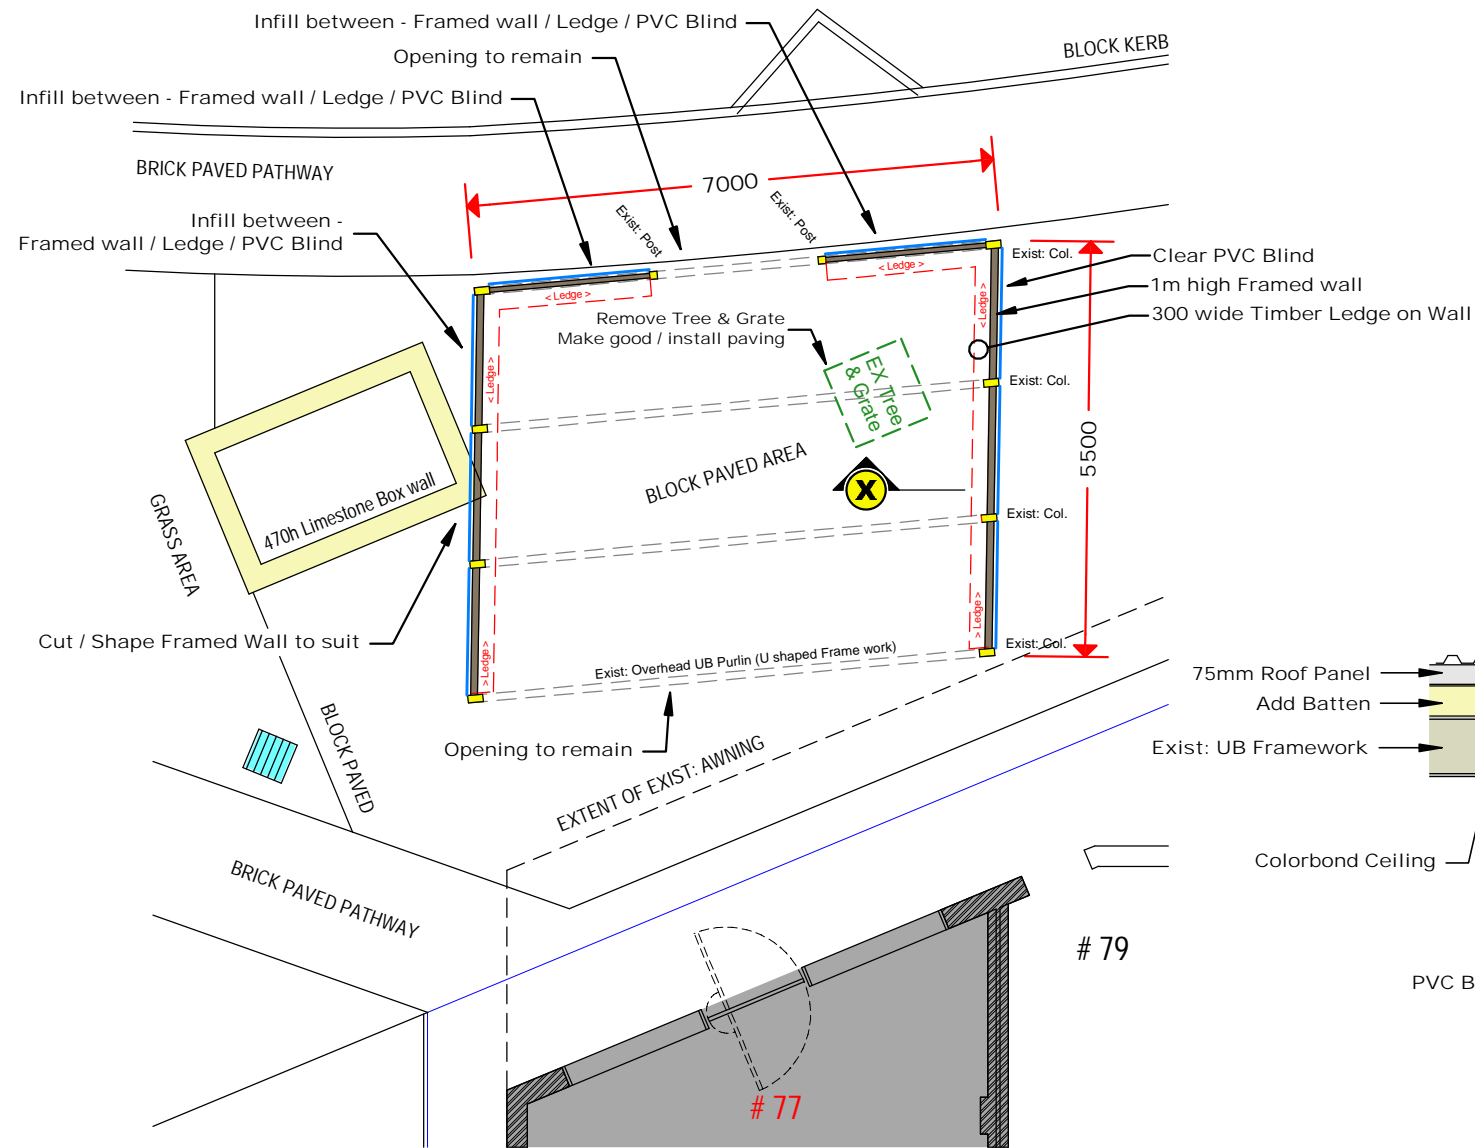 Infill between - Framed wall / Ledge / PVC Blind
Opening to remain
BLOCK KERB
Infill between - Framed wall / Ledge / PVC Blind
BRICK PAVED PATHWAY
7000
Infill between -
Framed wall / Ledge / PVC Blind
Exist: Post
Exist: Post
Exist: Col.
Clear PVC Blind
1m high Framed wall
300 wide Timber Ledge on Wall
< Ledge >
< Ledge >
< Ledge >
< Ledge >
Remove Tree & Grate
Make good / install paving
EX Tree
& Grate
Exist: Col.
5500
BLOCK PAVED AREA
X
470h Limestone Box wall
GRASS AREA
Exist: Col.
Cut / Shape Framed Wall to suit
< Ledge >
< Ledge >
Exist: Overhead UB Purlin (U shaped Frame work)
Exist: Col.
75mm Roof Panel
Add Batten
Exist: UB Framework
Opening to remain
BLOCK PAVED
EXTENT OF EXIST: AWNING
Colorbond Ceiling
BRICK PAVED PATHWAY
# 79
PVC B
# 77